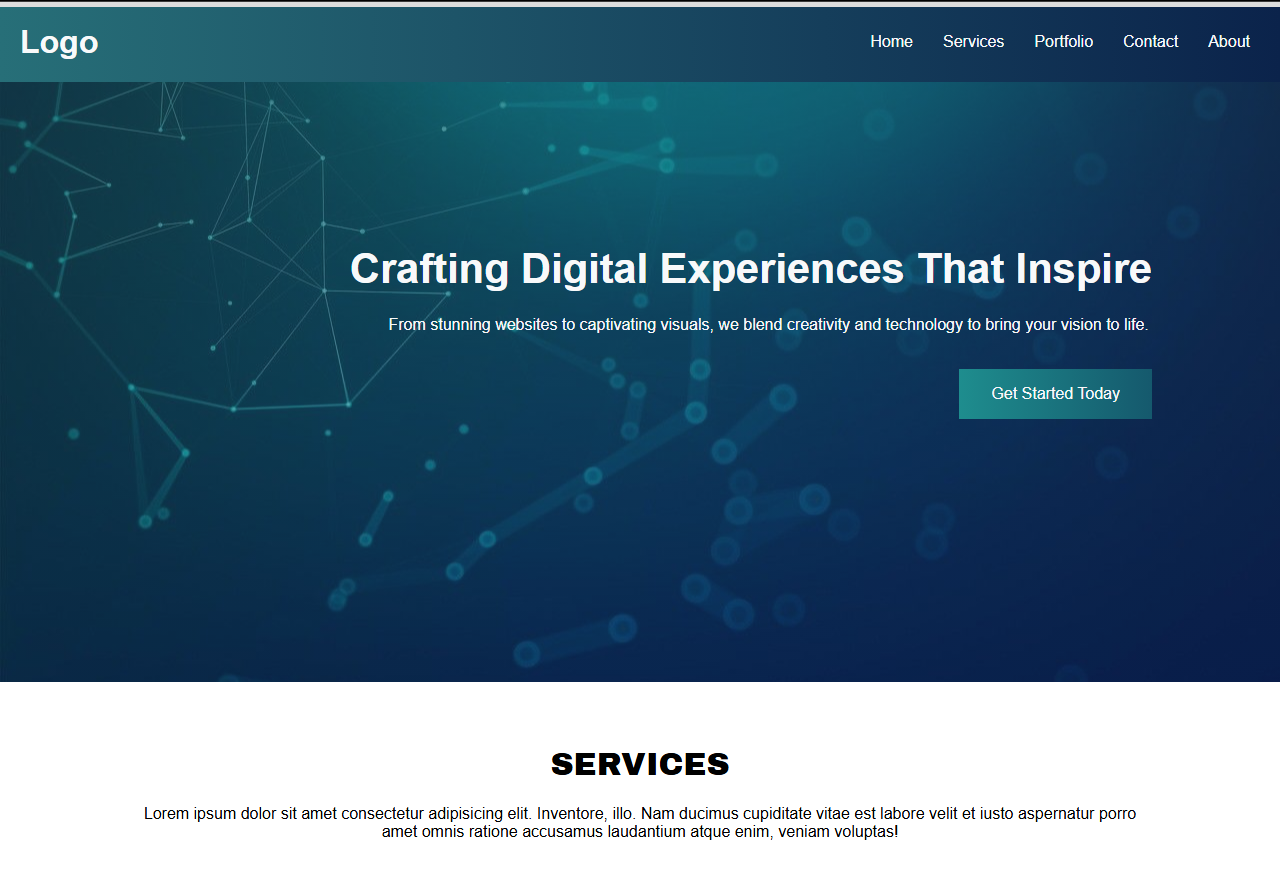 Logo
Home Services Portfolio Contact About
Crafting Digital Experiences That Inspire
From stunning websites to captivating visuals, we blend creativity and technology to bring your vision to life.
Get Started Today
SERVICES
Lorem ipsum dolor sit amet consectetur adipisicing elit. Inventore, illo. Nam ducimus cupiditate vitae est labore velit et iusto aspernatur porro
amet omnis ratione accusamus laudantium atque enim, veniam voluptas!